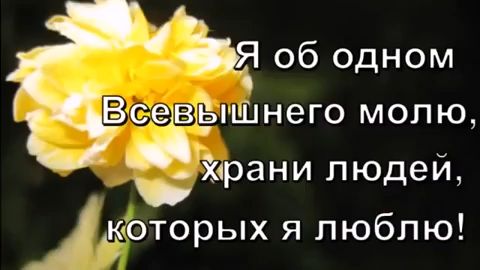 Я об одном
Всевышнего молю,
храни людей,
которых я люблю!